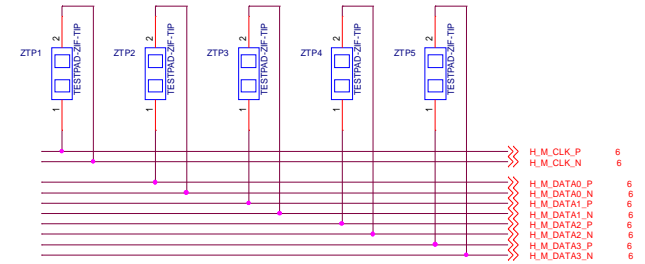 2 2 2 2 2
ZTP1 TESTPAD-ZIF-TIP ZTP2 TESTPAD-ZIF-TIP ZTP3 TESTPAD-ZIF-TIP ZTP4 TESTPAD-ZIF-TIP ZTP5 TESTPAD-ZIF-TIP
1 1 1 1 1
H_M_CLK_P 6
H_M_CLK_N 6
H_M_DATA0_P 6
H_M_DATA0_N 6
H_M_DATA1_P 6
H_M_DATA1_N 6
H_M_DATA2_P 6
H_M_DATA2_N 6
H_M_DATA3_P 6
H_M_DATA3_N 6